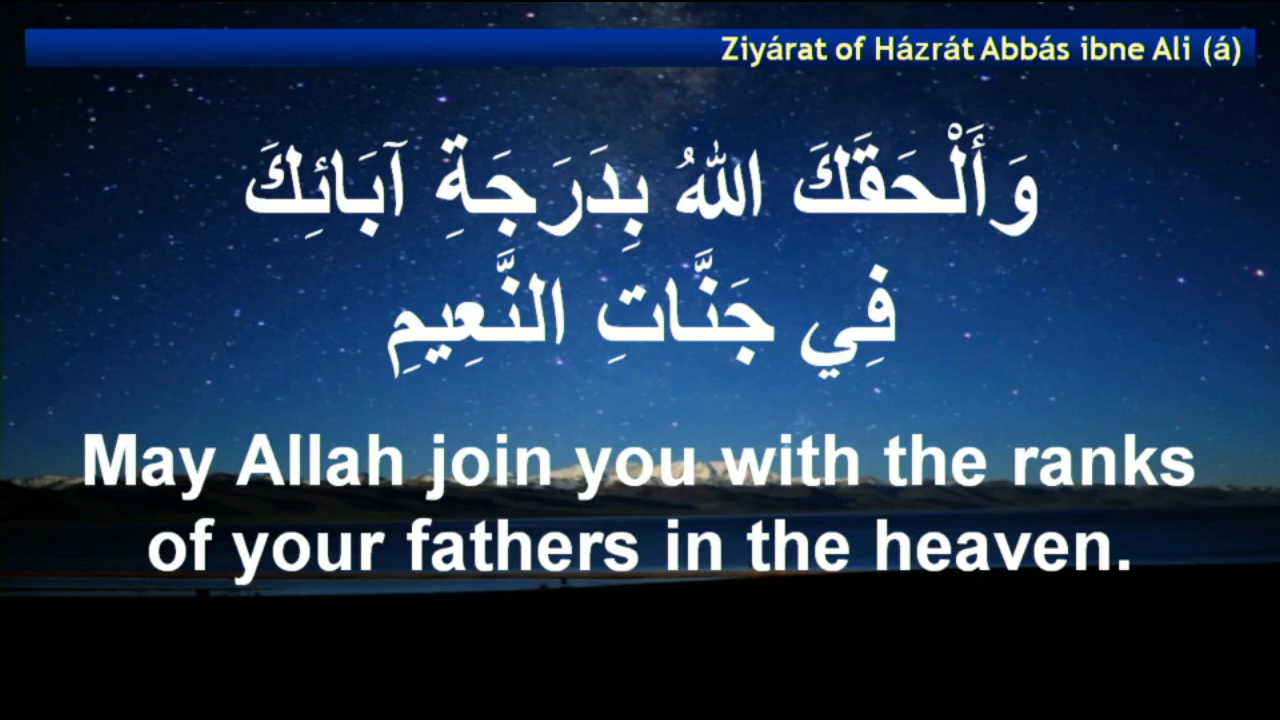 Ziyárat of Házrát Abbás ibne Ali (á)
وَأَلْحَقَكَ اللهُ بِدَرَجَةِ آبَائِكَ
فِي جَنَّاتِ النَّعِيمِ
May Allah join you with the ranks
of your fathers in the heaven.